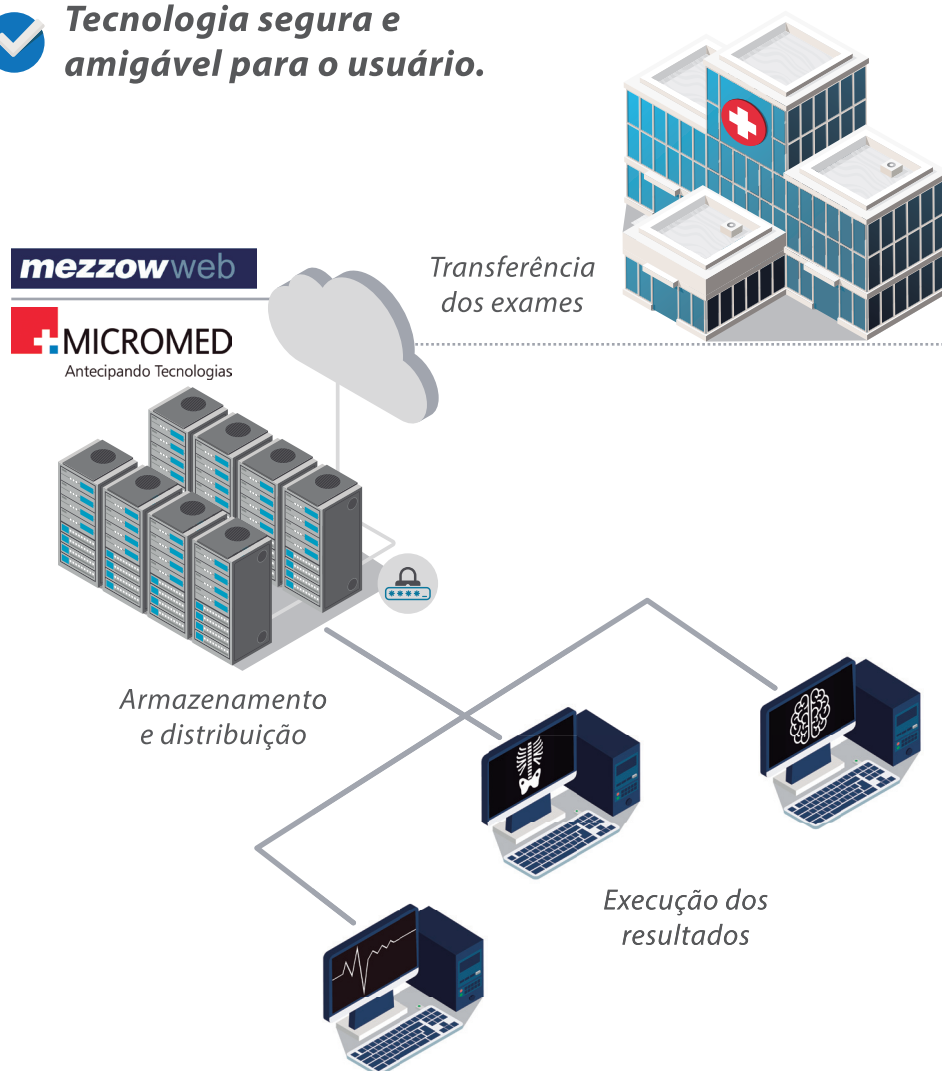 Tecnologia segura e
amigável para o usuário.
mezzowweb
MICROMED
Antecipando Tecnologias
Transferência
dos exames
****_
Armazenamento
e distribuição
Execução dos
resultados